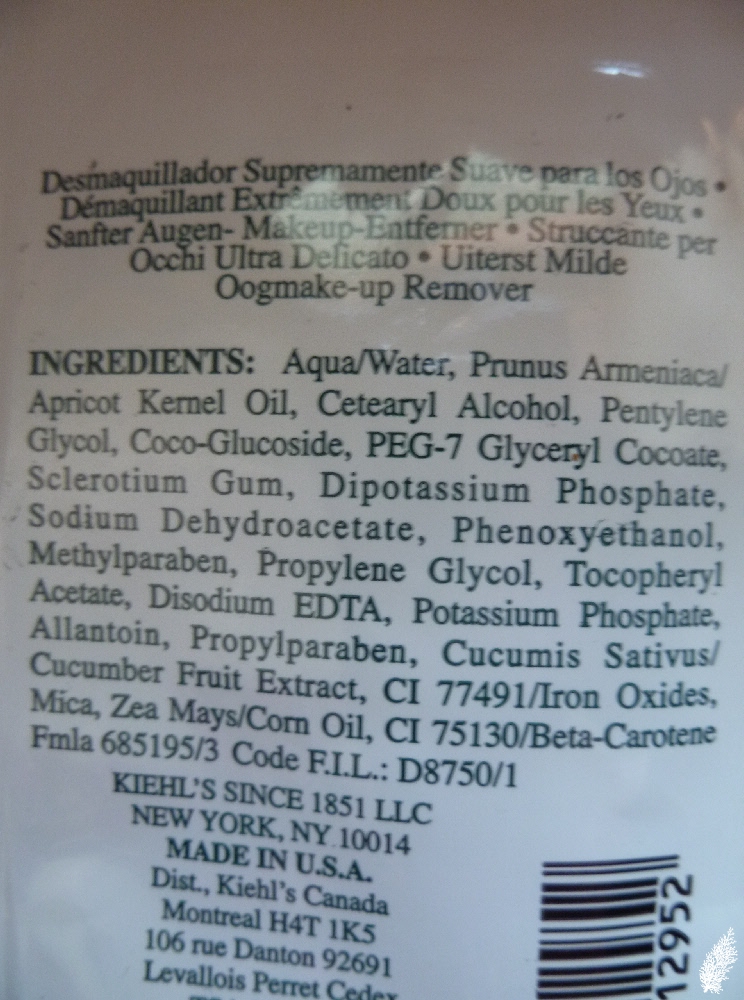 Desmaquillador Supremamente Suave para los Ojos •
Démaquillant Extrêmement Doux pour les Yeux •
Sanfter Augen- Makeup-Entferner • Struccante per
Occhi Ultra Delicato • Uiterst Milde
Oogmake-up Remover
INGREDIENTS: Aqua/Water, Prunus Armeniaca/
Apricot Kernel Oil, Cetearyl Alcohol, Pentylene
Glycol, Coco-Glucoside, PEG-7 Glyceryl Cocoate,
Sclerotium Gum, Dipotassium Phosphate,
Sodium Dehydroacetate, Phenoxyethanol,
Methylparaben, Propylene Glycol, Tocopheryl
Acetate, Disodium EDTA, Potassium Phosphate,
Allantoin, Propylparaben, Cucumis Sativus/
Cucumber Fruit Extract, CI 77491/Iron Oxides,
Mica, Zea Mays/Corn Oil, CI 75130/Beta-Carotene
Fmla 685195/3 Code F.I.L.: D8750/1
KIEHL'S SINCE 1851 LLC
NEW YORK, NY 10014
MADE IN U.S.A.
Dist., Kiehl's Canada
Montreal H4T 1K5
106 rue Danton 92691
Levallois Perret Cedex
12952